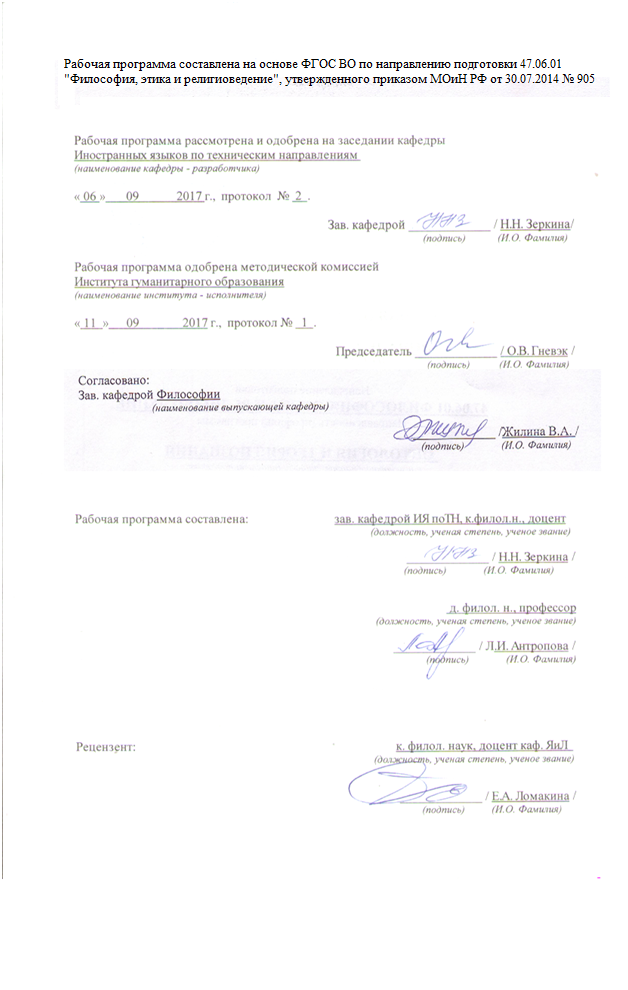 Рабочая программа составлена на основе ФГОС ВО по направлению подготовки 47.06.01
"Философия, этика и религиоведение", утвержденного приказом МОиН РФ от 30.07.2014 № 905
Рабочая программа рассмотрена и одобрена на заседании кафедры
Иностранных языков по техническим направлениям
(наименование кафедры - разработчика)
« 06 » 09 2017 г., протокол № 2 .
Зав. кафедрой / Н.Н. Зеркина/
(подпись) (И.О. Фамилия)
Рабочая программа одобрена методической комиссией
Института гуманитарного образования
(наименование института - исполнителя)
« 11 » 09 2017 г., протокол № 1 .
Председатель / О.В. Гневэк /
(подпись) (И.О. Фамилия)
Согласовано:
Зав. кафедрой Философии
(наименование выпускающей кафедры)
/Жилина В.А. /
(подпись) (И.О. Фамилия)
Рабочая программа составлена: зав. кафедрой ИЯ поТН, к.филол.н., доцент
(должность, ученая степень, ученое звание)
/ Н.Н. Зеркина /
(подпись) (И.О. Фамилия)
д. филол. н., профессор
(должность, ученая степень, ученое звание)
/ Л.И. Антропова /
(подпись) (И.О. Фамилия)
Рецензент: к. филол. наук, доцент каф. ЯиЛ
(должность, ученая степень, ученое звание)
/ Е.А. Ломакина /
(подпись) (И.О. Фамилия)